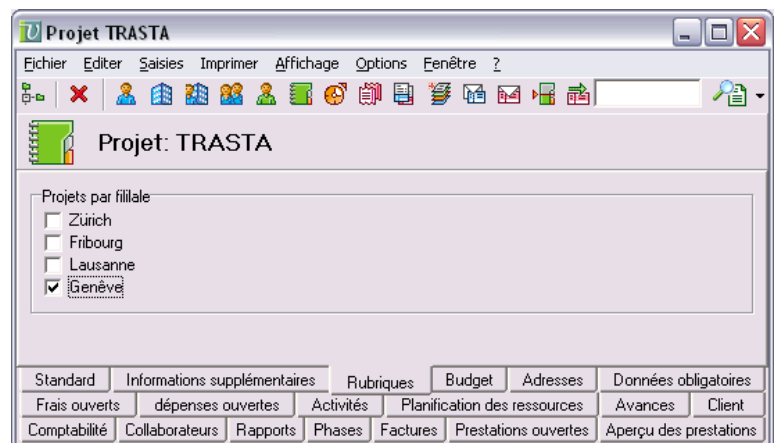 Projet TRASTA
Fichier Editer Saisies Imprimer Affichage Options Fenêtre ?
Projet: TRASTA
Projets par fililale
Zürich
Fribourg
Lausanne
Genêve
Standard Informations supplémentaires Rubriques Budget Adresses Données obligatoires
Frais ouverts dépenses ouvertes Activités Planification des ressources Avances Client
Comptabilité Collaborateurs Rapports Phases Factures Prestations ouvertes Aperçu des prestations